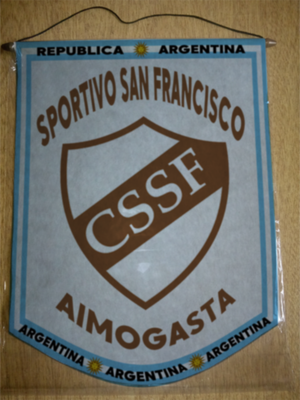 REPUBLICA ARGENTINA
SPORTIVO SAN FRANCISCO
CSSF
AIMOGASTA
ARGENTINA ARGENTINA ARGENTINA